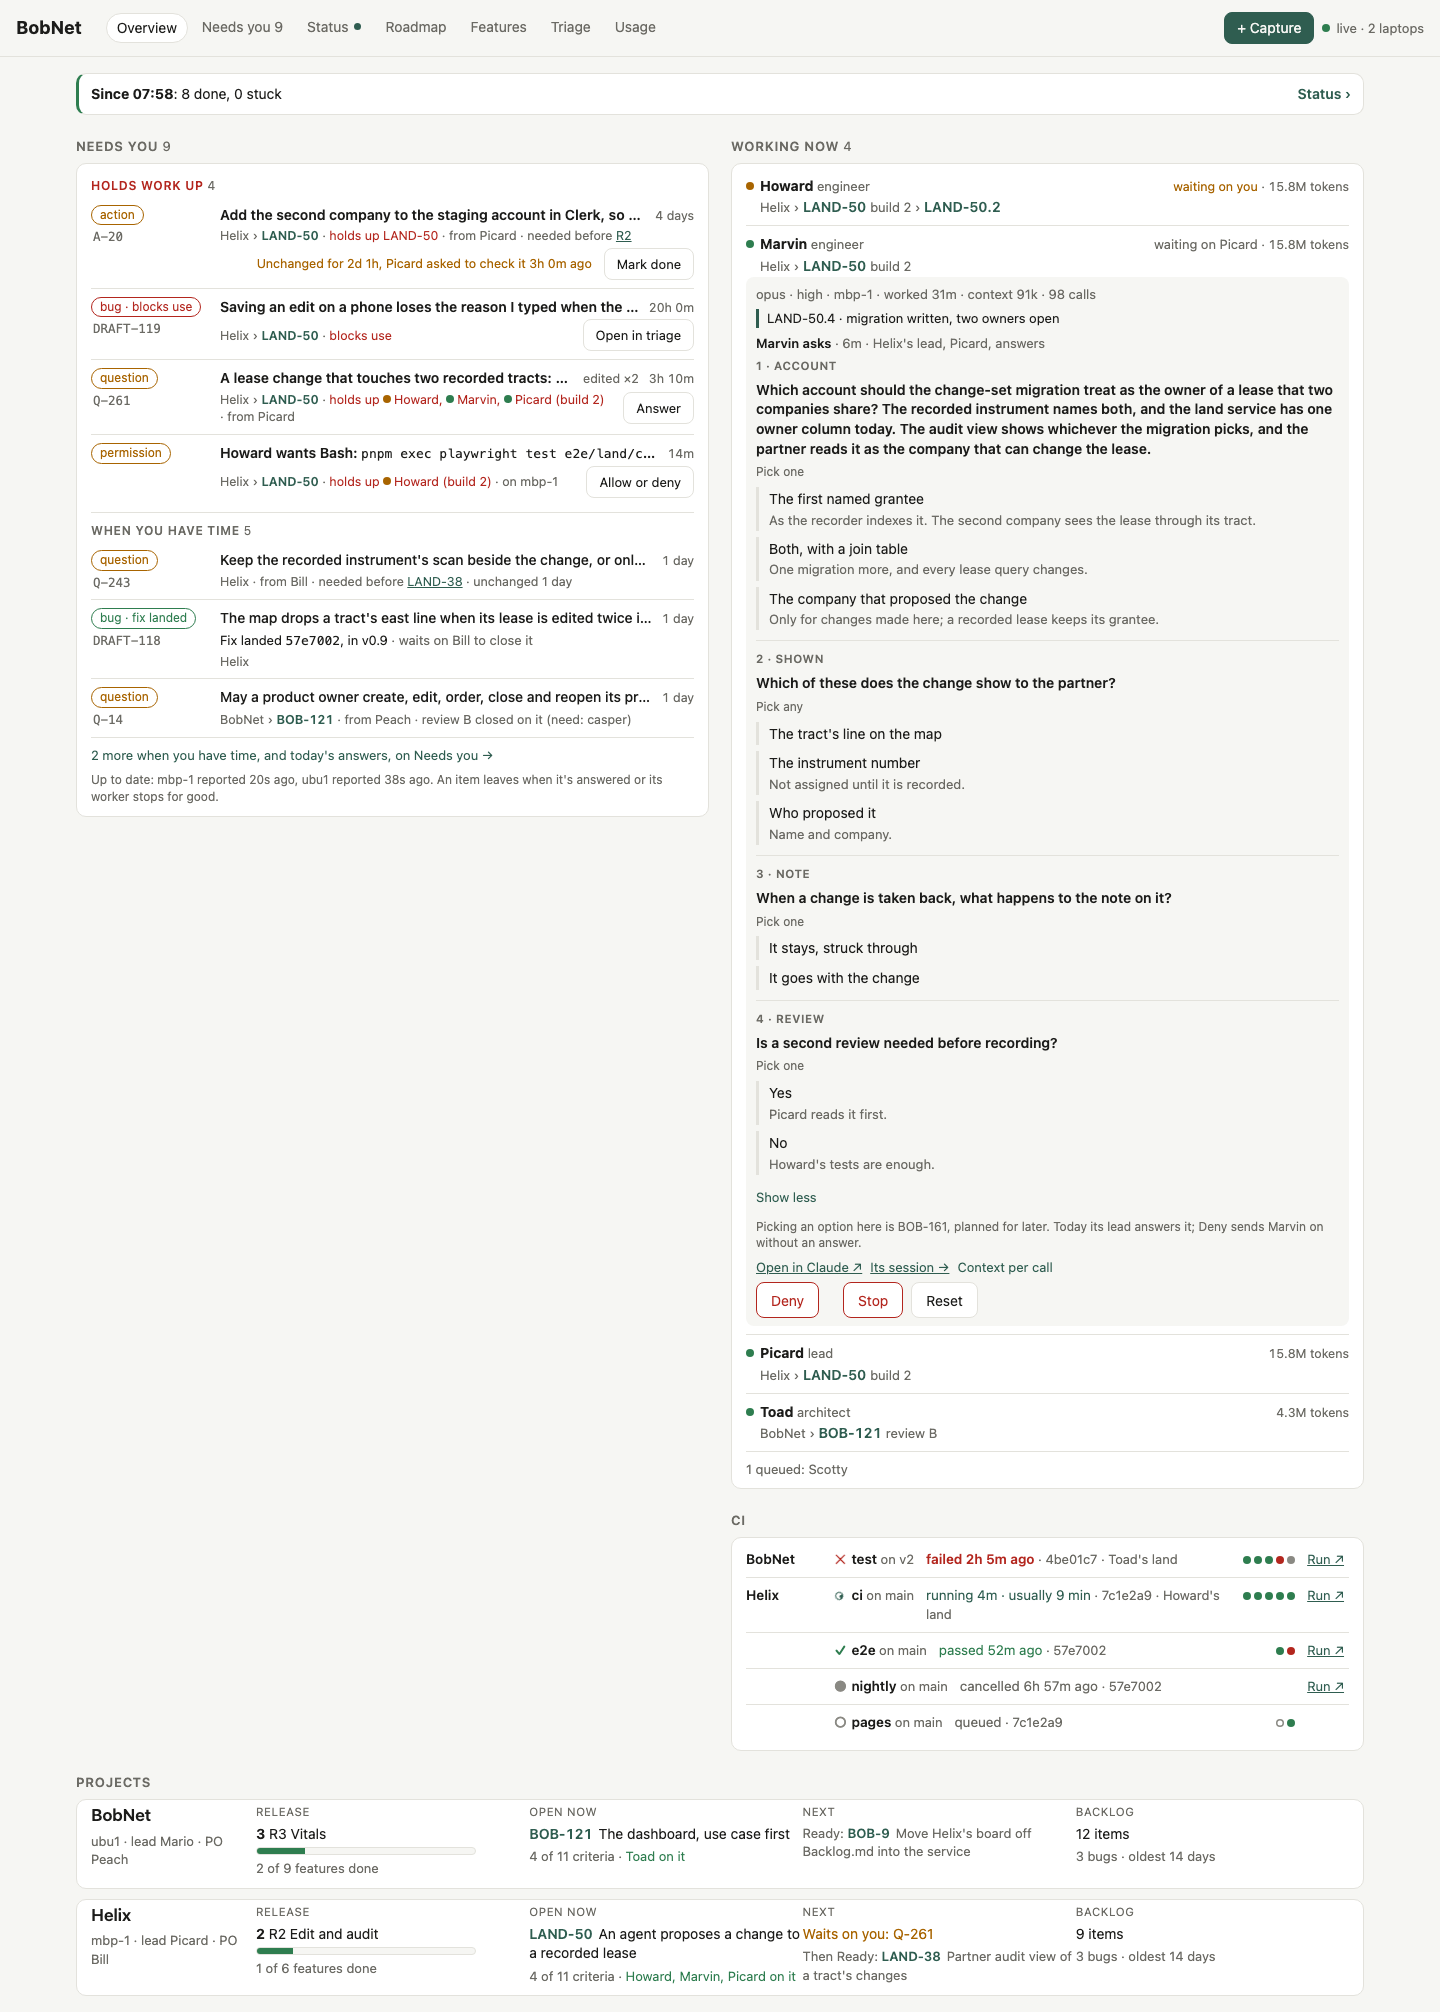 BobNet
Overview
Needs you 9
Status
Roadmap
Features
Triage
Usage
+ Capture
live · 2 laptops
Since 07:58: 8 done, 0 stuck
Status ›
NEEDS YOU 9
HOLDS WORK UP 4
action
Add the second company to the staging account in Clerk, so ...
4 days
A-20
Helix › LAND-50 · holds up LAND-50 · from Picard · needed before R2
Unchanged for 2d 1h, Picard asked to check it 3h 0m ago
Mark done
bug · blocks use
Saving an edit on a phone loses the reason I typed when the ...
20h 0m
DRAFT-119
Helix › LAND-50 · blocks use
Open in triage
question
A lease change that touches two recorded tracts: ...
edited ×2
3h 10m
Q-261
Helix › LAND-50 · holds up Howard, Marvin, Picard (build 2)
· from Picard
Answer
permission
Howard wants Bash: pnpm exec playwright test e2e/land/c...
14m
Helix › LAND-50 · holds up Howard (build 2) · on mbp-1
Allow or deny
WHEN YOU HAVE TIME 5
question
Keep the recorded instrument's scan beside the change, or onl...
1 day
Q-243
Helix · from Bill · needed before LAND-38 · unchanged 1 day
bug · fix landed
The map drops a tract's east line when its lease is edited twice i...
1 day
DRAFT-118
Fix landed 57e7002, in v0.9 · waits on Bill to close it
Helix
question
May a product owner create, edit, order, close and reopen its pr...
1 day
Q-14
BobNet › BOB-121 · from Peach · review B closed on it (need: casper)
2 more when you have time, and today's answers, on Needs you →
Up to date: mbp-1 reported 20s ago, ubu1 reported 38s ago. An item leaves when it's answered or its
worker stops for good.
WORKING NOW 4
Howard engineer
waiting on you · 15.8M tokens
Helix › LAND-50 build 2 › LAND-50.2
Marvin engineer
waiting on Picard · 15.8M tokens
Helix › LAND-50 build 2
opus · high · mbp-1 · worked 31m · context 91k · 98 calls
LAND-50.4 · migration written, two owners open
Marvin asks · 6m · Helix's lead, Picard, answers
1 · ACCOUNT
Which account should the change-set migration treat as the owner of a lease that two
companies share? The recorded instrument names both, and the land service has one
owner column today. The audit view shows whichever the migration picks, and the
partner reads it as the company that can change the lease.
Pick one
The first named grantee
As the recorder indexes it. The second company sees the lease through its tract.
Both, with a join table
One migration more, and every lease query changes.
The company that proposed the change
Only for changes made here; a recorded lease keeps its grantee.
2 · SHOWN
Which of these does the change show to the partner?
Pick any
The tract's line on the map
The instrument number
Not assigned until it is recorded.
Who proposed it
Name and company.
3 · NOTE
When a change is taken back, what happens to the note on it?
Pick one
It stays, struck through
It goes with the change
4 · REVIEW
Is a second review needed before recording?
Pick one
Yes
Picard reads it first.
No
Howard's tests are enough.
Show less
Picking an option here is BOB-161, planned for later. Today its lead answers it; Deny sends Marvin on
without an answer.
Open in Claude ↗
Its session →
Context per call
Deny
Stop
Reset
Picard lead
15.8M tokens
Helix › LAND-50 build 2
Toad architect
4.3M tokens
BobNet › BOB-121 review B
1 queued: Scotty
CI
BobNet
test on v2
failed 2h 5m ago · 4be01c7 · Toad's land
Run ↗
Helix
ci on main
running 4m · usually 9 min · 7c1e2a9 · Howard's
land
Run ↗
e2e on main
passed 52m ago · 57e7002
Run ↗
nightly on main
cancelled 6h 57m ago · 57e7002
Run ↗
pages on main
queued · 7c1e2a9
PROJECTS
BobNet
ubu1 · lead Mario · PO
Peach
RELEASE
3 R3 Vitals
2 of 9 features done
OPEN NOW
BOB-121 The dashboard, use case first
4 of 11 criteria · Toad on it
NEXT
Ready: BOB-9 Move Helix's board off
Backlog.md into the service
BACKLOG
12 items
3 bugs · oldest 14 days
Helix
mbp-1 · lead Picard · PO
Bill
RELEASE
2 R2 Edit and audit
1 of 6 features done
OPEN NOW
LAND-50 An agent proposes a change to
a recorded lease
4 of 11 criteria · Howard, Marvin, Picard on it
NEXT
Waits on you: Q-261
Then Ready: LAND-38 Partner audit view of
a tract's changes
BACKLOG
9 items
3 bugs · oldest 14 days